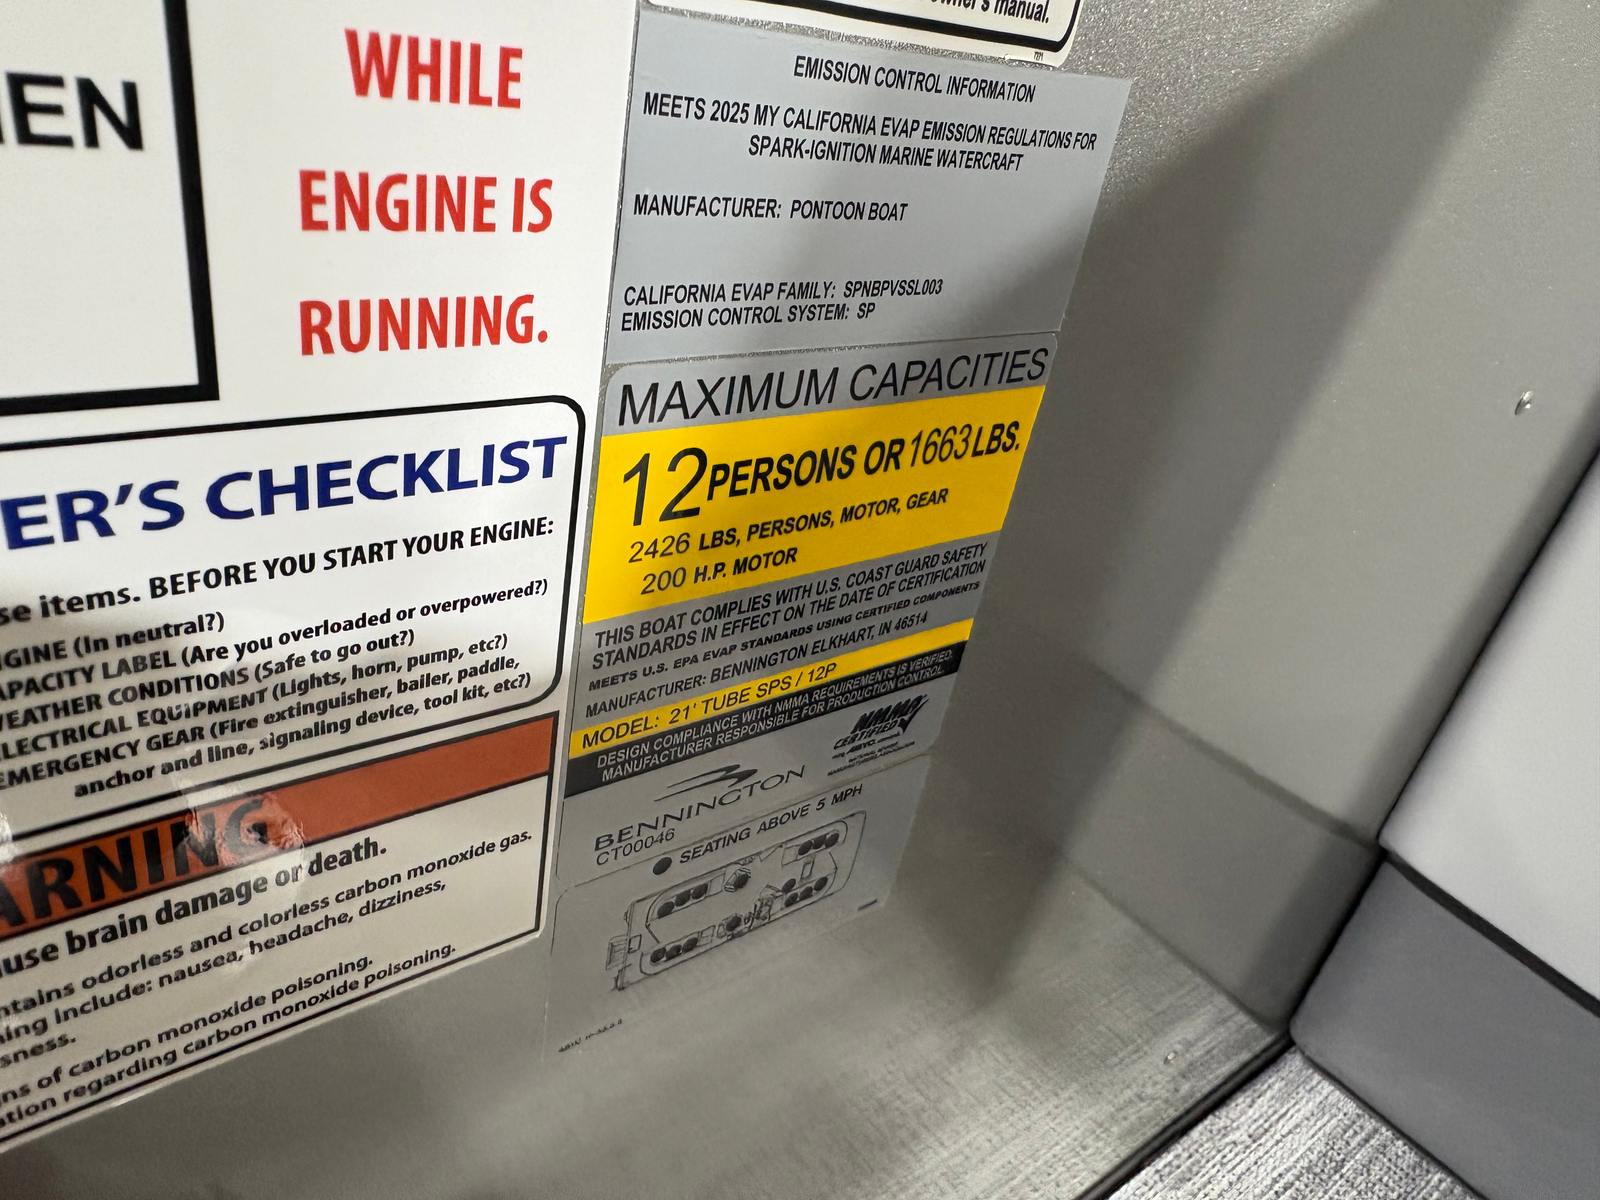 wner's manual.
7271
EN
WHILE
ENGINE IS
RUNNING.
ER'S CHECKLIST
se items. BEFORE YOU START YOUR ENGINE:
GINE (In neutral?)
APACITY LABEL (Are you overloaded or overpowered?)
WEATHER CONDITIONS (Safe to go out?)
LECTRICAL EQUIPMENT (Lights, horn, pump, etc?)
EMERGENCY GEAR (Fire extinguisher, bailer, paddle,
anchor and line, signaling device, tool kit, etc?)
ARNING
use brain damage or death.
ntains odorless and colorless carbon monoxide gas.
ning include: nausea, headache, dizziness,
sness.
ns of carbon monoxide poisoning.
ation regarding carbon monoxide poisoning.
EMISSION CONTROL INFORMATION
MEETS 2025 MY CALIFORNIA EVAP EMISSION REGULATIONS FOR
SPARK-IGNITION MARINE WATERCRAFT
MANUFACTURER: PONTOON BOAT
CALIFORNIA EVAP FAMILY: SPNBPVSSL003
EMISSION CONTROL SYSTEM: SP
MAXIMUM CAPACITIES
12 PERSONS OR 1663 LBS.
2426 LBS, PERSONS, MOTOR, GEAR
200 H.P. MOTOR
THIS BOAT COMPLIES WITH U.S. COAST GUARD SAFETY
STANDARDS IN EFFECT ON THE DATE OF CERTIFICATION
MEETS U.S. EPA EVAP STANDARDS USING CERTIFIED COMPONENTS
MANUFACTURER: BENNINGTON ELKHART, IN 46514
MODEL: 21' TUBE SPS / 12P
DESIGN COMPLIANCE WITH NMMA REQUIREMENTS IS VERIFIED.
MANUFACTURER RESPONSIBLE FOR PRODUCTION CONTROL.
NMMA
CERTIFIED
NATIONAL MARINE
MANUFACTURERS ASSOCIATION
BENNINGTON
CT00046
SEATING ABOVE 5 MPH